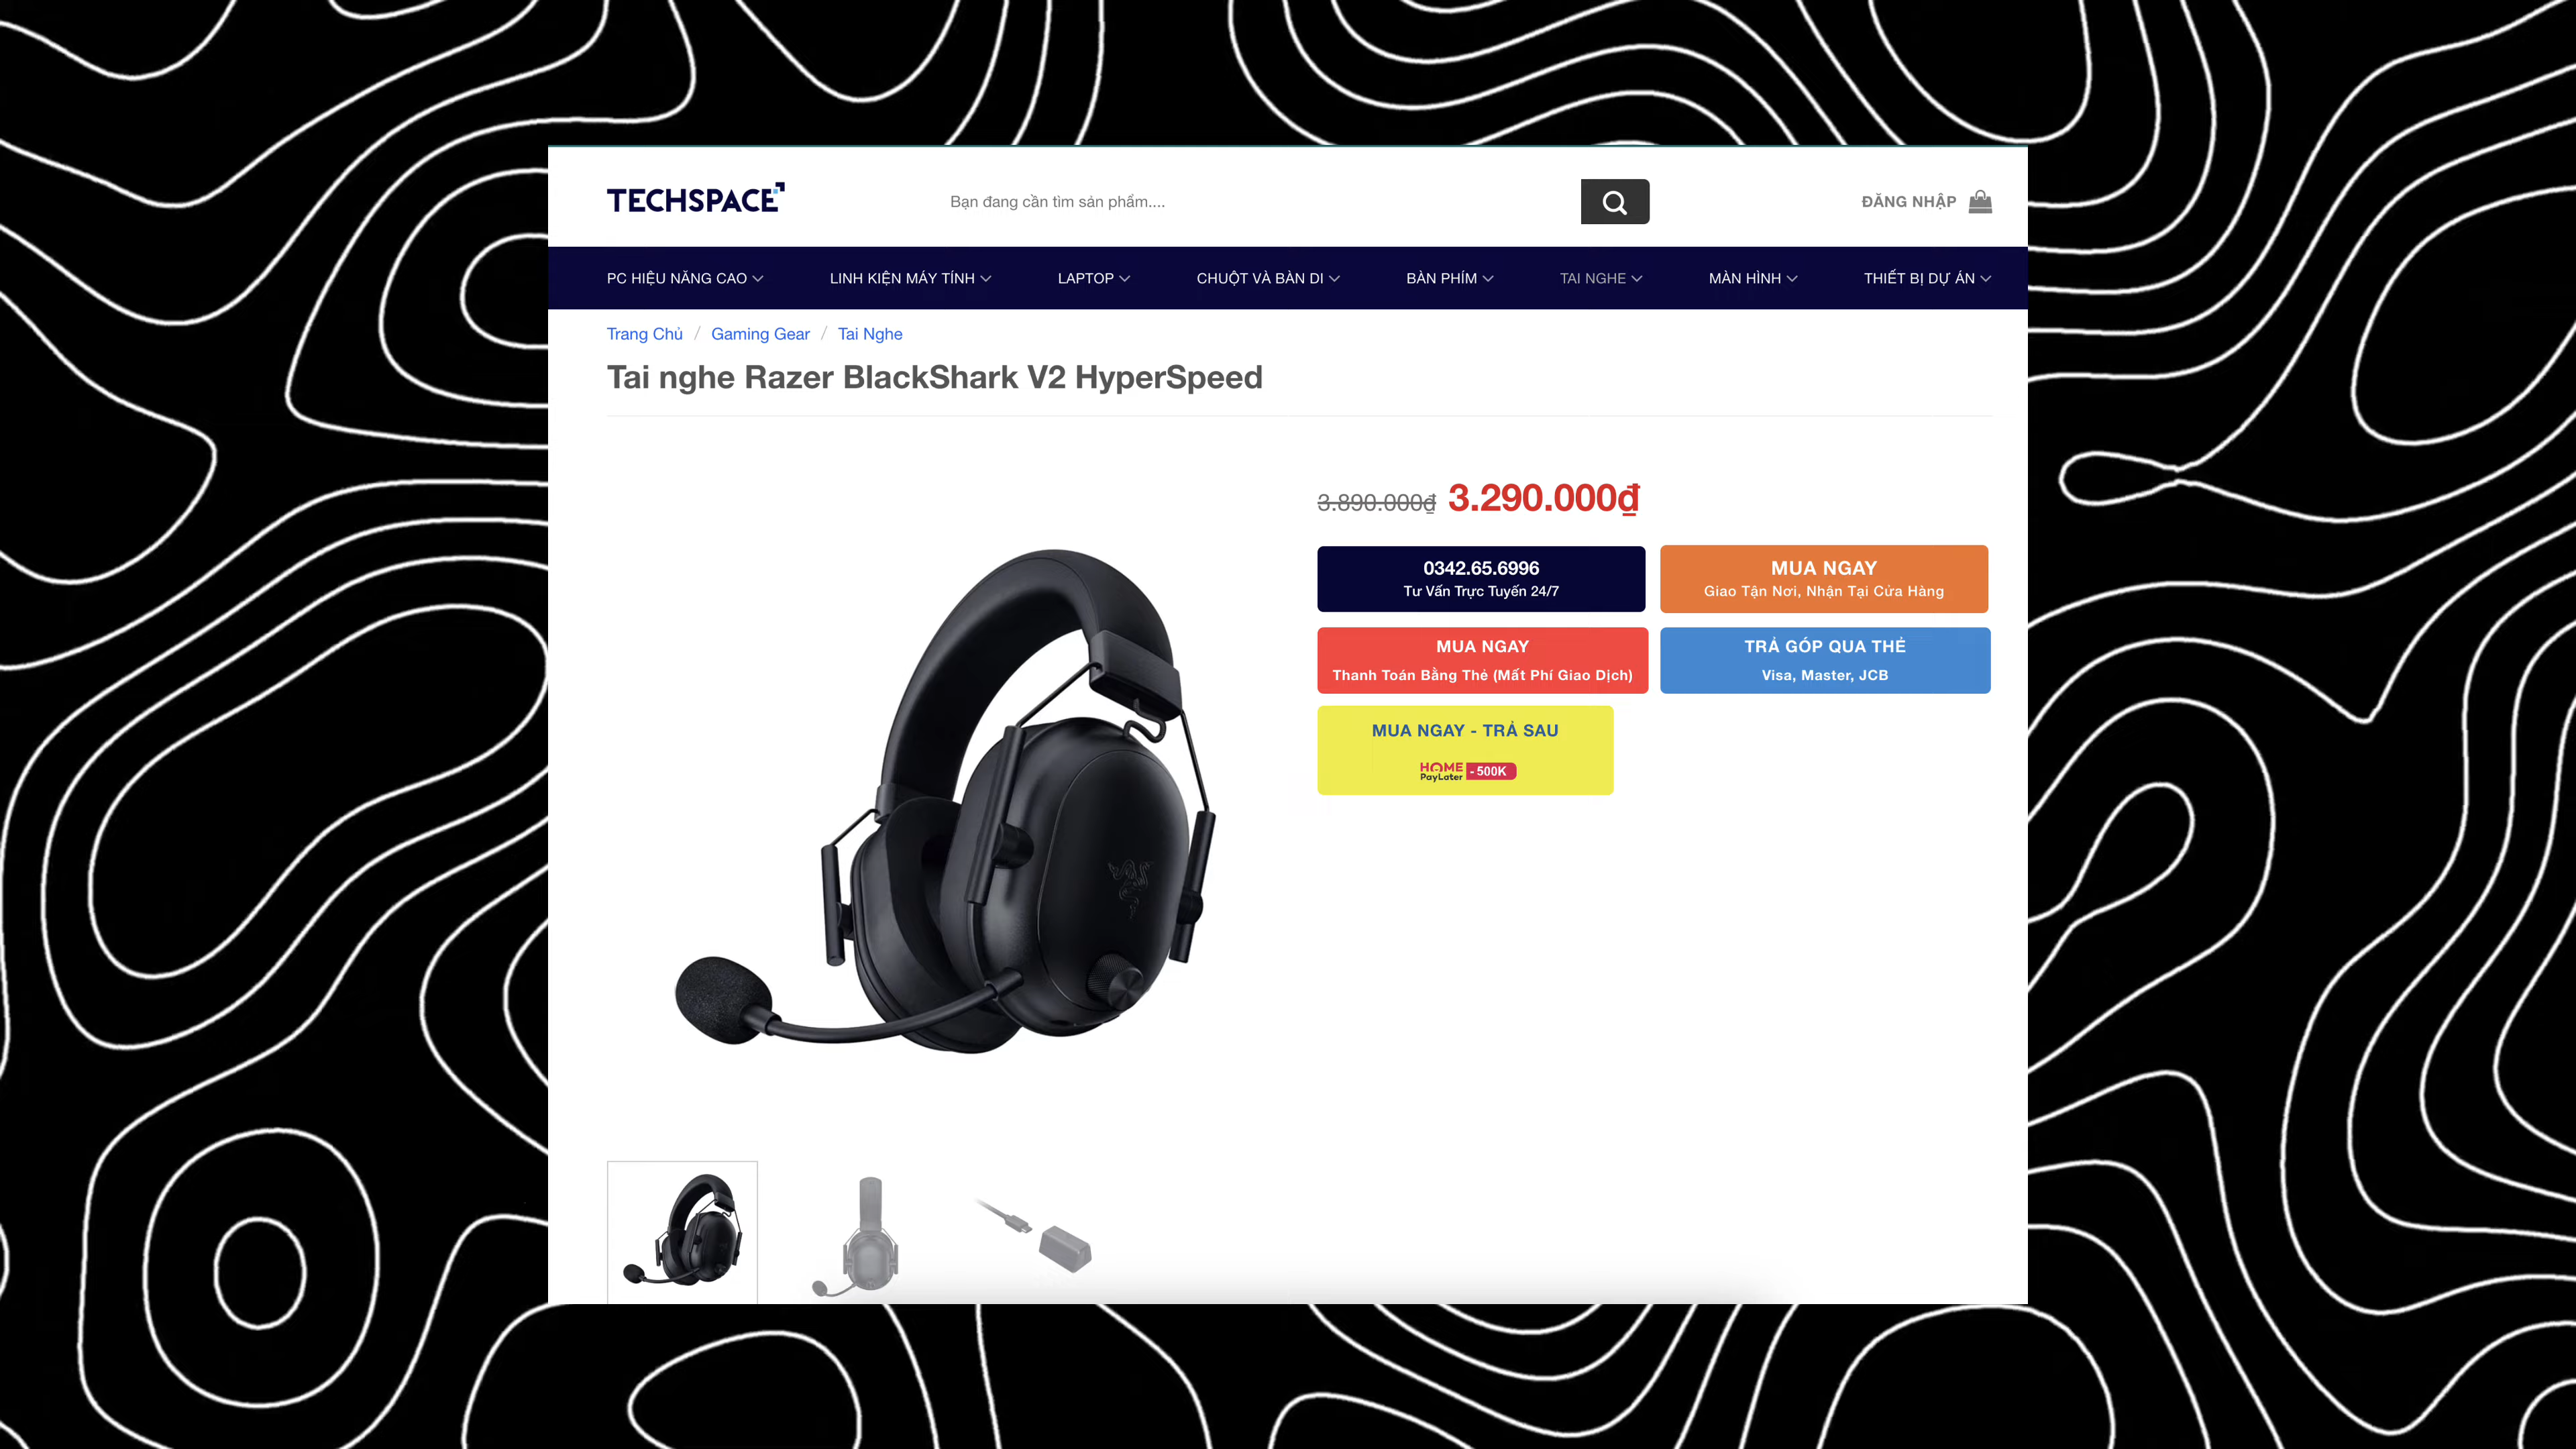 TECHSPACE
Bạn đang cần tìm sản phẩm....
ĐĂNG NHẬP
PC HIỆU NĂNG CAO
LINH KIỆN MÁY TÍNH
LAPTOP
CHUỘT VÀ BÀN DI
BÀN PHÍM
TAI NGHE
MÀN HÌNH
THIẾT BỊ DỰ ÁN
Trang Chủ / Gaming Gear / Tai Nghe
Tai nghe Razer BlackShark V2 HyperSpeed
3.890.000₫ 3.290.000₫
0342.65.6996
Tư Vấn Trực Tuyến 24/7
MUA NGAY
Giao Tận Nơi, Nhận Tại Cửa Hàng
MUA NGAY
Thanh Toán Bằng Thẻ (Mất Phí Giao Dịch)
TRẢ GÓP QUA THẺ
Visa, Master, JCB
MUA NGAY - TRẢ SAU
HOME PayLater - 500K